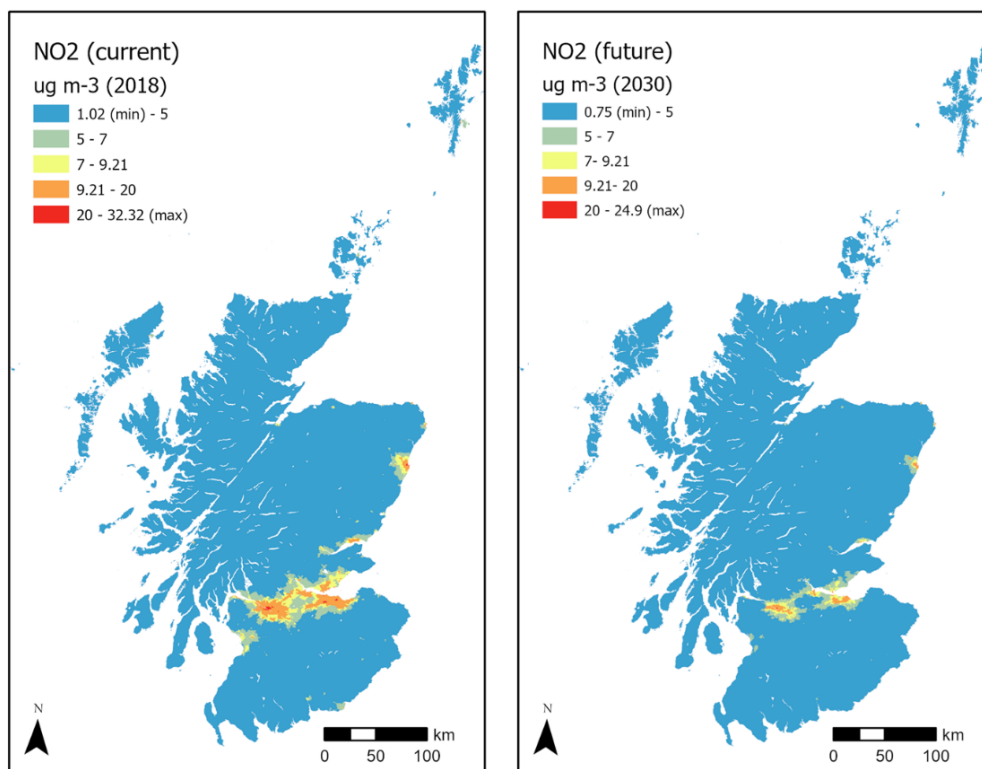 NO2 (current)
ug m-3 (2018)
1.02 (min) - 5
5 - 7
7 - 9.21
9.21 - 20
20 - 32.32 (max)
N
km
0 50 100
NO2 (future)
ug m-3 (2030)
0.75 (min) - 5
5 - 7
7- 9.21
9.21- 20
20 - 24.9 (max)
N
km
0 50 100